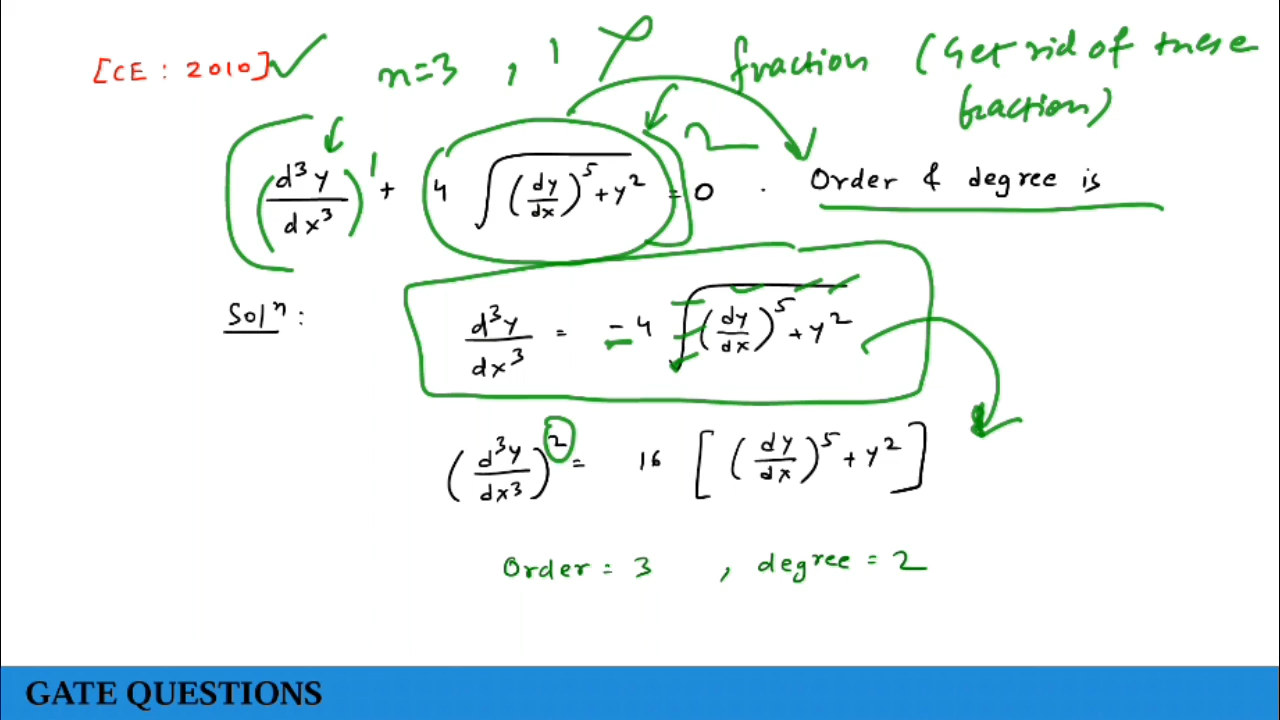 [CE : 2010] n=3 , 1 fraction (Get rid of these fraction)
(d³y/dx³)¹ + 4 √((dy/dx)⁵ + y²) = 0 . Order & degree is
2
Solⁿ :
d³y/dx³ = -4 √((dy/dx)⁵ + y²)
(d³y/dx³)² = 16 [(dy/dx)⁵ + y²]
Order = 3 , degree = 2
GATE QUESTIONS